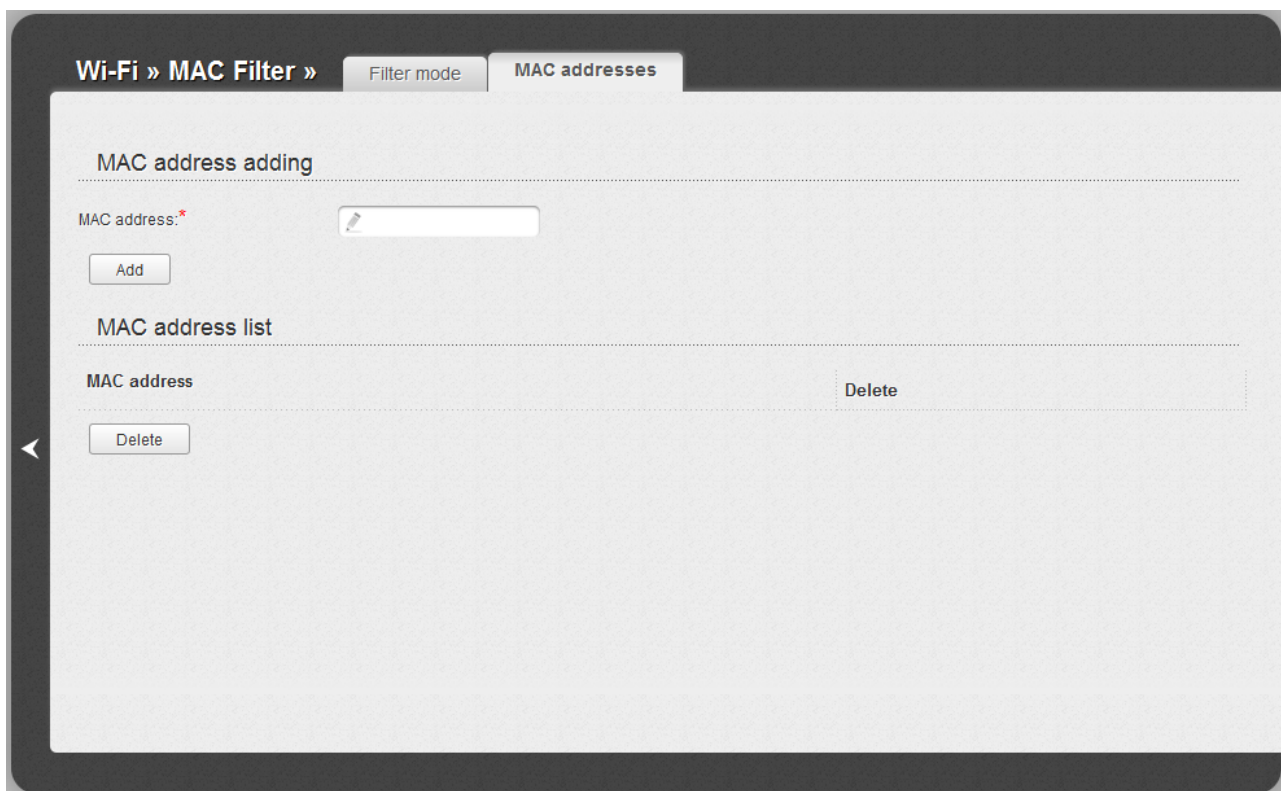 Wi-Fi » MAC Filter » Filter mode MAC addresses
MAC address adding
MAC address:*
Add
MAC address list
MAC address Delete
Delete